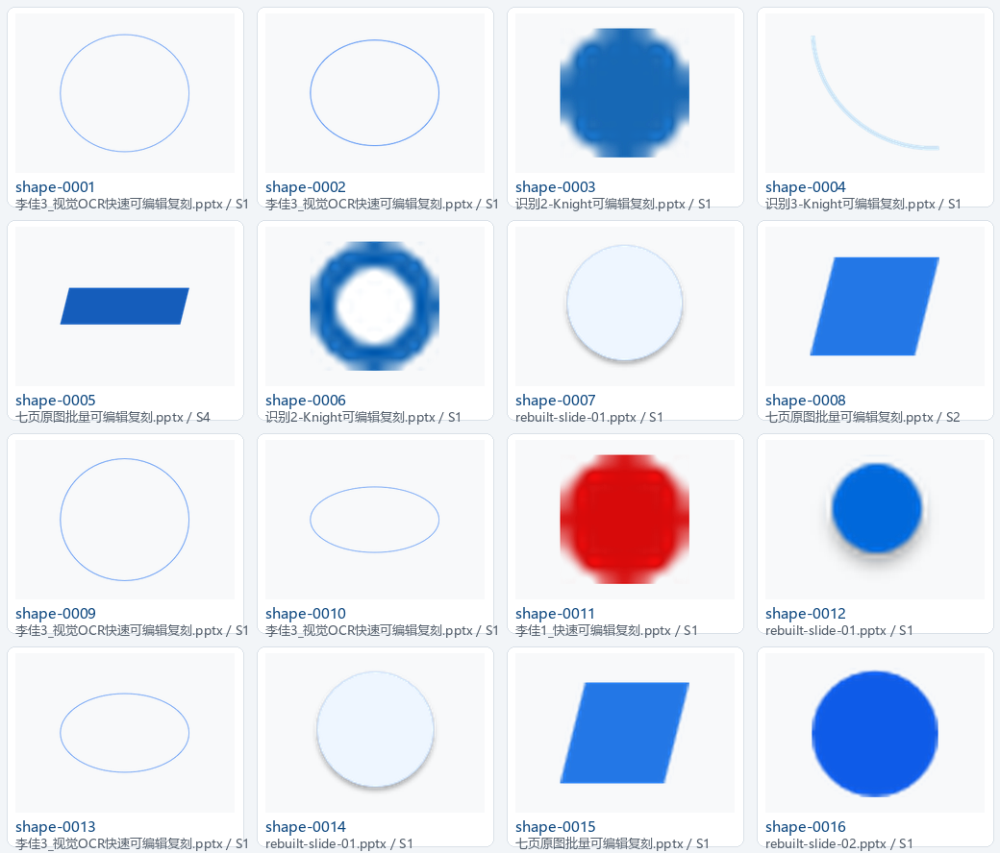 shape-0001
李佳3_视觉OCR快速可编辑复刻.pptx / S1
shape-0002
李佳3_视觉OCR快速可编辑复刻.pptx / S1
shape-0003
识别2-Knight可编辑复刻.pptx / S1
shape-0004
识别3-Knight可编辑复刻.pptx / S1
shape-0005
七页原图批量可编辑复刻.pptx / S4
shape-0006
识别2-Knight可编辑复刻.pptx / S1
shape-0007
rebuilt-slide-01.pptx / S1
shape-0008
七页原图批量可编辑复刻.pptx / S2
shape-0009
李佳3_视觉OCR快速可编辑复刻.pptx / S1
shape-0010
李佳3_视觉OCR快速可编辑复刻.pptx / S1
shape-0011
李佳1_快速可编辑复刻.pptx / S1
shape-0012
rebuilt-slide-01.pptx / S1
shape-0013
李佳3_视觉OCR快速可编辑复刻.pptx / S1
shape-0014
rebuilt-slide-01.pptx / S1
shape-0015
七页原图批量可编辑复刻.pptx / S1
shape-0016
rebuilt-slide-02.pptx / S1